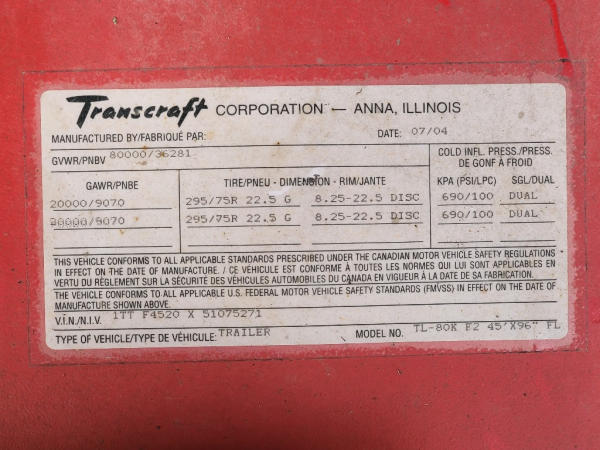 Transcraft CORPORATION — ANNA, ILLINOIS
MANUFACTURED BY/FABRIQUÉ PAR: DATE: 07/04
GVWR/PNBV 80000/36281
GAWR/PNBE TIRE/PNEU - DIMENSION - RIM/JANTE COLD INFL. PRESS/PRESS. DE GONF A FROID
KPA (PSI/LPC) SGL/DUAL
20000/9070 295/75R 22.5 G 8.25-22.5 DISC 690/100 DUAL
20000/9070 295/75R 22.5 G 8.25-22.5 DISC 690/100 DUAL
THIS VEHICLE CONFORMS TO ALL APPLICABLE STANDARDS PRESCRIBED UNDER THE CANADIAN MOTOR VEHICLE SAFETY REGULATIONS
IN EFFECT ON THE DATE OF MANUFACTURE. / CE VÉHICULE EST CONFORME À TOUTES LES NORMES QUI LUI SONT APPLICABLES EN
VERTU DU RÈGLEMENT SUR LA SÉCURITÉ DES VÉHICULES AUTOMOBILES DU CANADA EN VIGUEUR À LA DATE DE SA FABRICATION.
THE VEHICLE CONFORMS TO ALL APPLICABLE U.S. FEDERAL MOTOR VEHICLE SAFETY STANDARDS (FMVSS) IN EFFECT ON THE DATE OF
MANUFACTURE SHOWN ABOVE.
V.I.N./N.I.V. 1TT F4520 X 51075271
TYPE OF VEHICLE/TYPE DE VÉHICULE: TRAILER MODEL NO. TL-80K F2 45'X96" FL